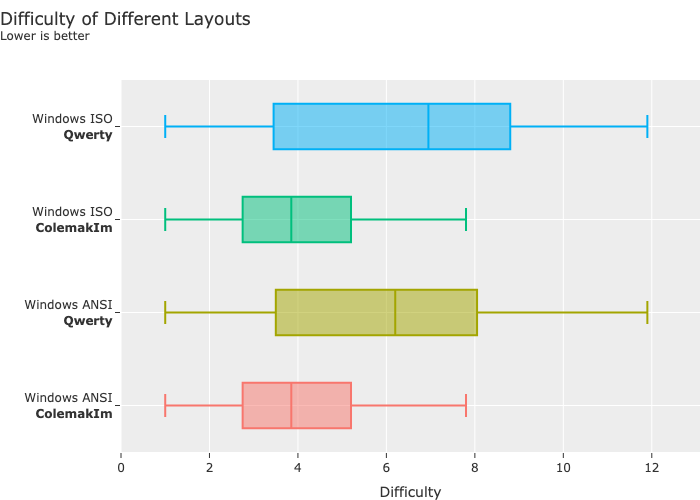 Difficulty of Different Layouts
Lower is better
Windows ISO
Qwerty
Windows ISO
ColemakIm
Windows ANSI
Qwerty
Windows ANSI
ColemakIm
0 2 4 6 8 10 12
Difficulty